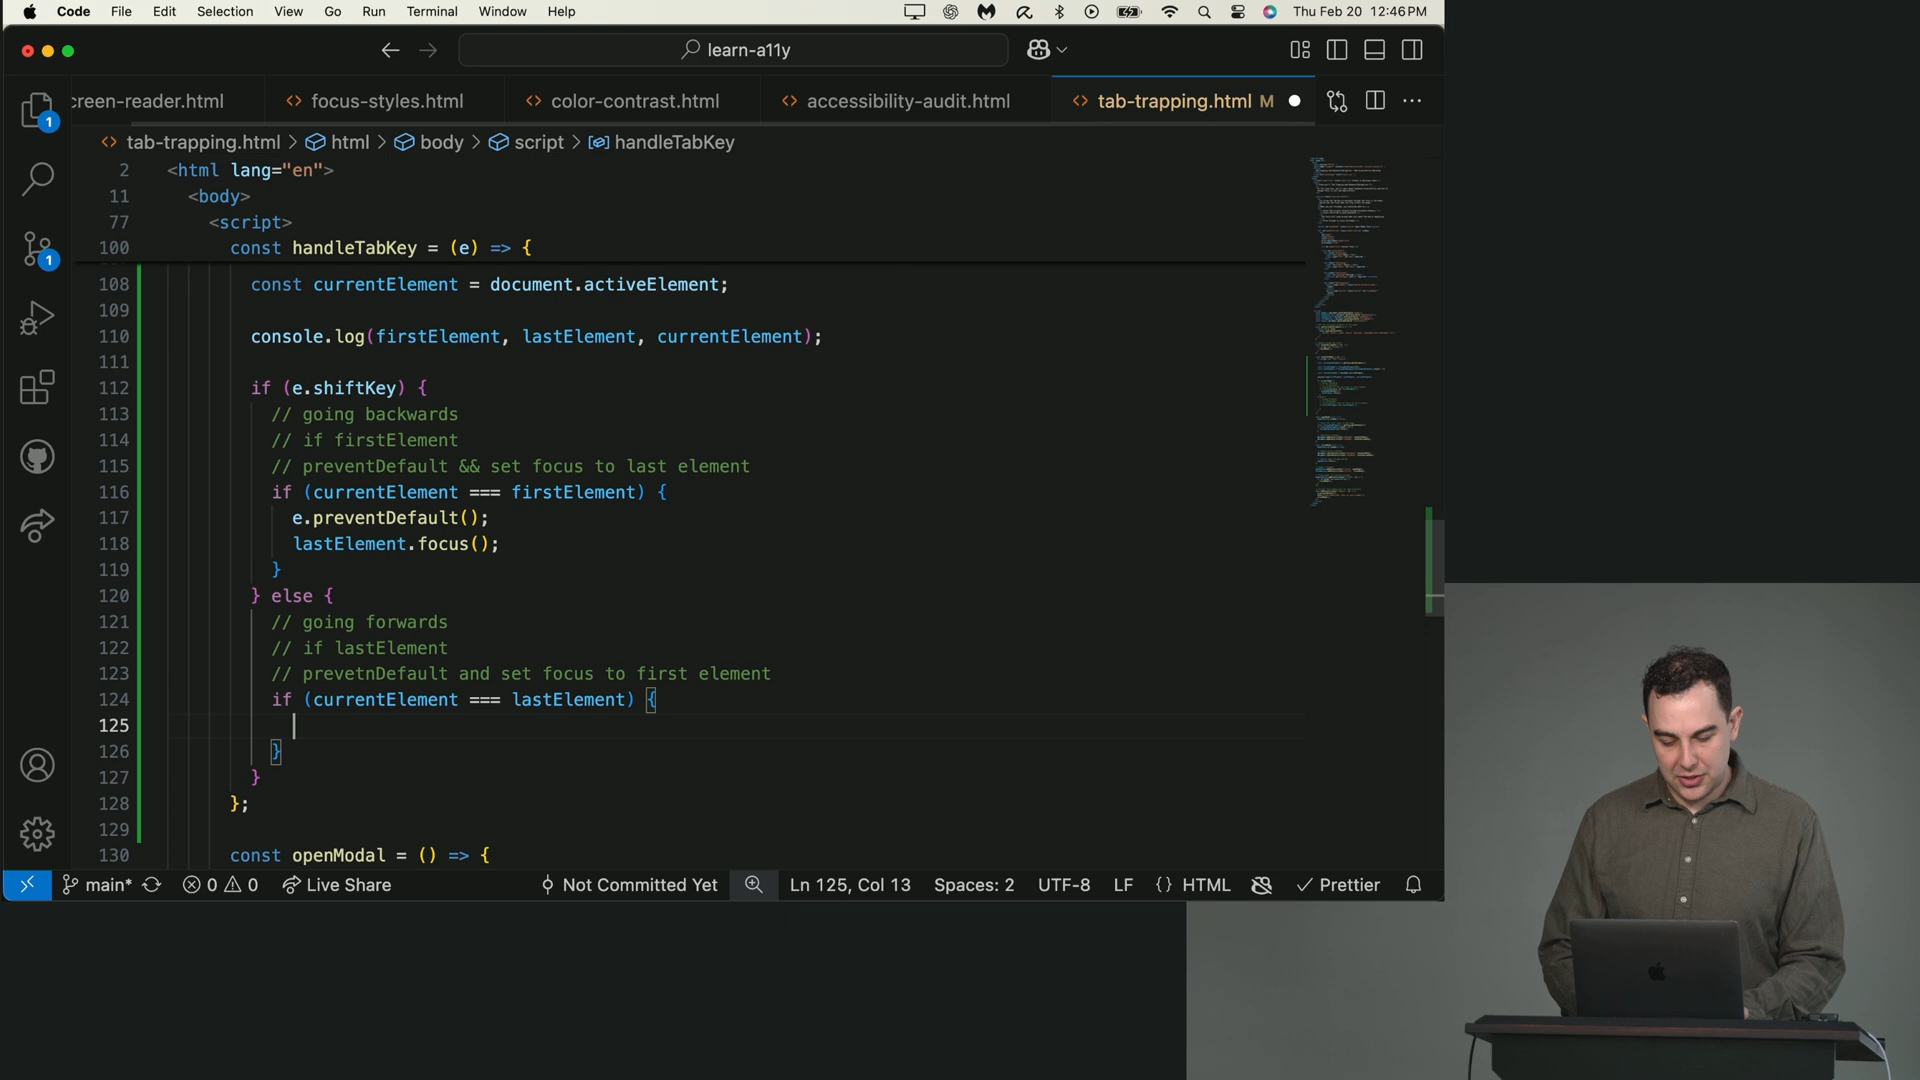 Code File Edit Selection View Go Run Terminal Window Help Thu Feb 20 12:46 PM
learn-a11y
creen-reader.html focus-styles.html color-contrast.html accessibility-audit.html tab-trapping.html M
tab-trapping.html > html > body > script > handleTabKey
2 <html lang="en">
11 <body>
77 <script>
100 const handleTabKey = (e) => {
108 const currentElement = document.activeElement;
109
110 console.log(firstElement, lastElement, currentElement);
111
112 if (e.shiftKey) {
113 // going backwards
114 // if firstElement
115 // preventDefault && set focus to last element
116 if (currentElement === firstElement) {
117 e.preventDefault();
118 lastElement.focus();
119 }
120 } else {
121 // going forwards
122 // if lastElement
123 // prevetnDefault and set focus to first element
124 if (currentElement === lastElement) {
125
126 }
127 }
128 };
129
130 const openModal = () => {
1
1
main* 0 0 Live Share Not Committed Yet Ln 125, Col 13 Spaces: 2 UTF-8 LF {} HTML Prettier